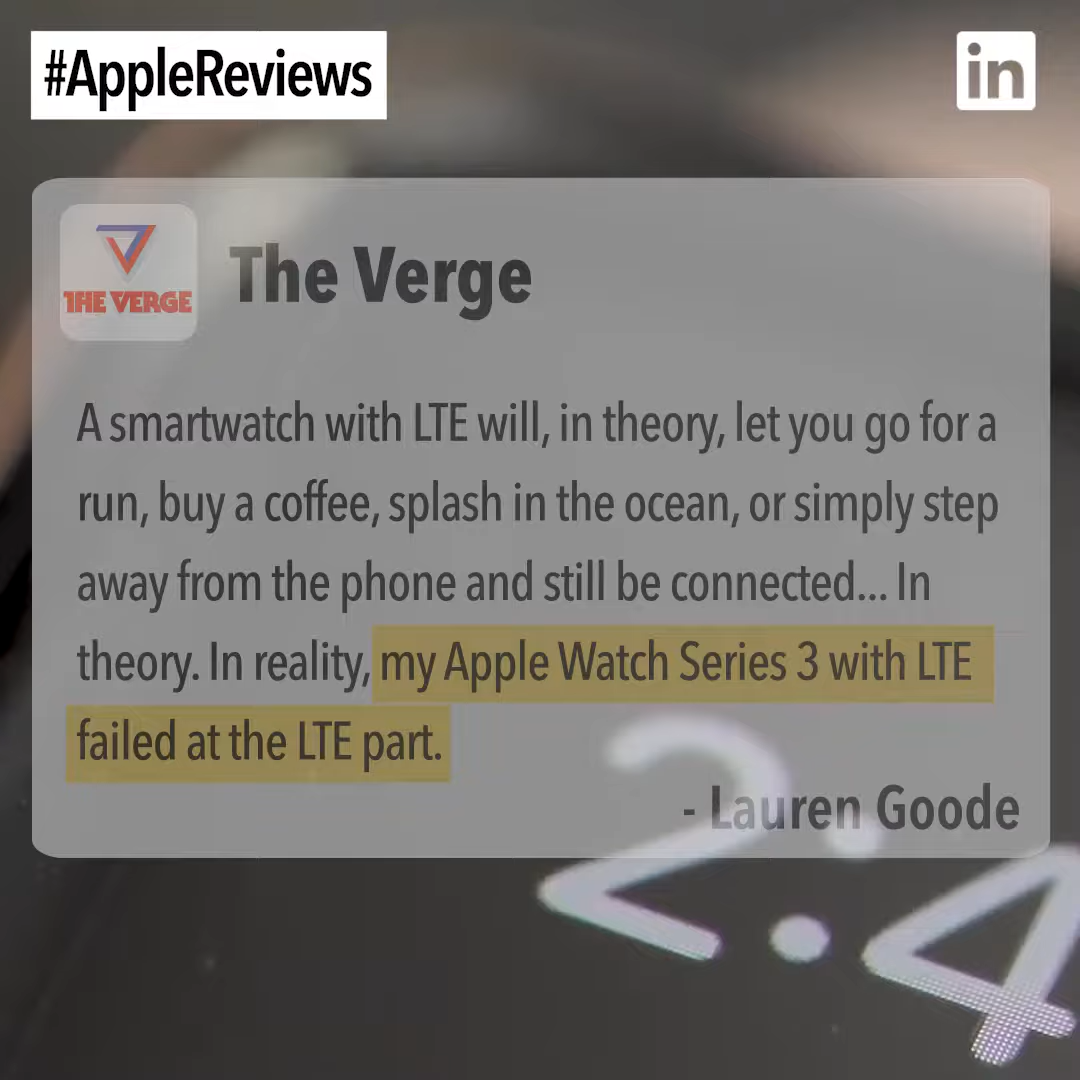 #AppleReviews
in
THE VERGE
The Verge
A smartwatch with LTE will, in theory, let you go for a
run, buy a coffee, splash in the ocean, or simply step
away from the phone and still be connected... In
theory. In reality, my Apple Watch Series 3 with LTE
failed at the LTE part.
- Lauren Goode
2:4